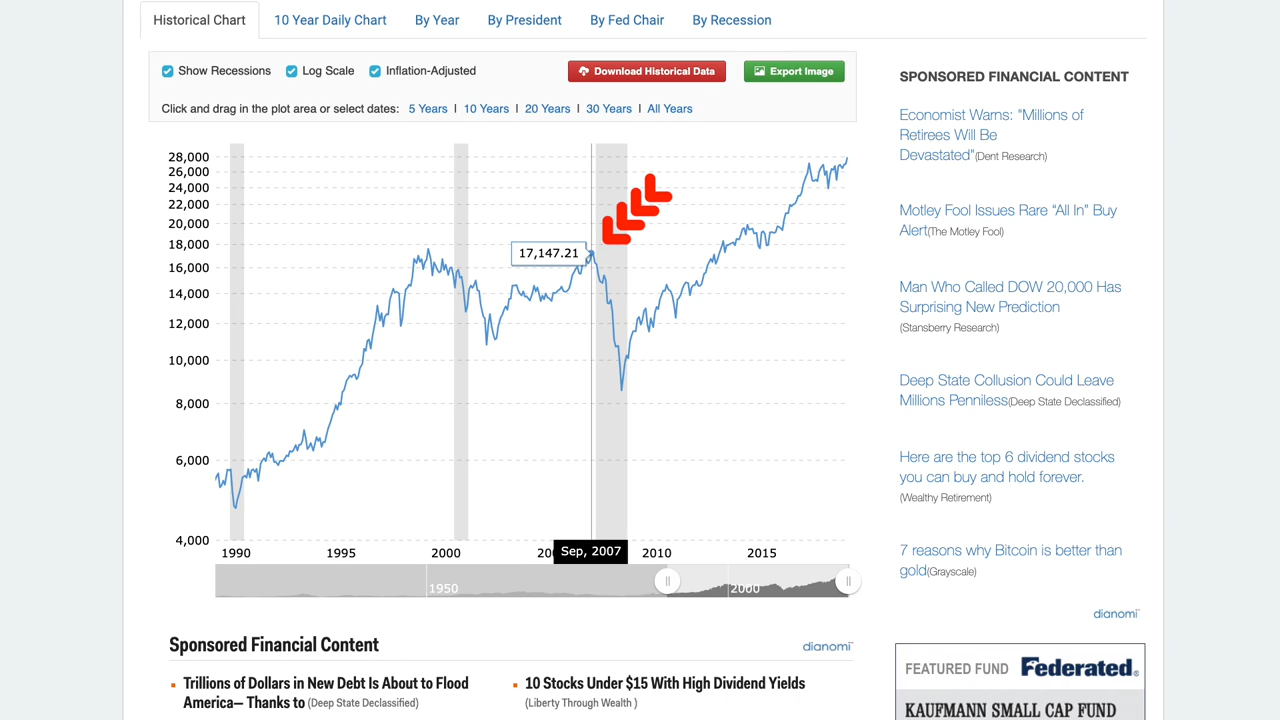 Historical Chart
10 Year Daily Chart
By Year
By President
By Fed Chair
By Recession
Show Recessions
Log Scale
Inflation-Adjusted
Download Historical Data
Export Image
Click and drag in the plot area or select dates: 5 Years | 10 Years | 20 Years | 30 Years | All Years
28,000
26,000
24,000
22,000
20,000
18,000
16,000
14,000
12,000
10,000
8,000
6,000
4,000
17,147.21
1990
1995
2000
200
Sep, 2007
2010
2015
1950
2000
SPONSORED FINANCIAL CONTENT
Economist Warns: "Millions of
Retirees Will Be
Devastated"(Dent Research)
Motley Fool Issues Rare “All In” Buy
Alert(The Motley Fool)
Man Who Called DOW 20,000 Has
Surprising New Prediction
(Stansberry Research)
Deep State Collusion Could Leave
Millions Penniless(Deep State Declassified)
Here are the top 6 dividend stocks
you can buy and hold forever.
(Wealthy Retirement)
7 reasons why Bitcoin is better than
gold(Grayscale)
dianomi
Sponsored Financial Content
dianomi
Trillions of Dollars in New Debt Is About to Flood
America— Thanks to (Deep State Declassified)
10 Stocks Under $15 With High Dividend Yields
(Liberty Through Wealth )
FEATURED FUND Federated®
KAUFMANN SMALL CAP FUND